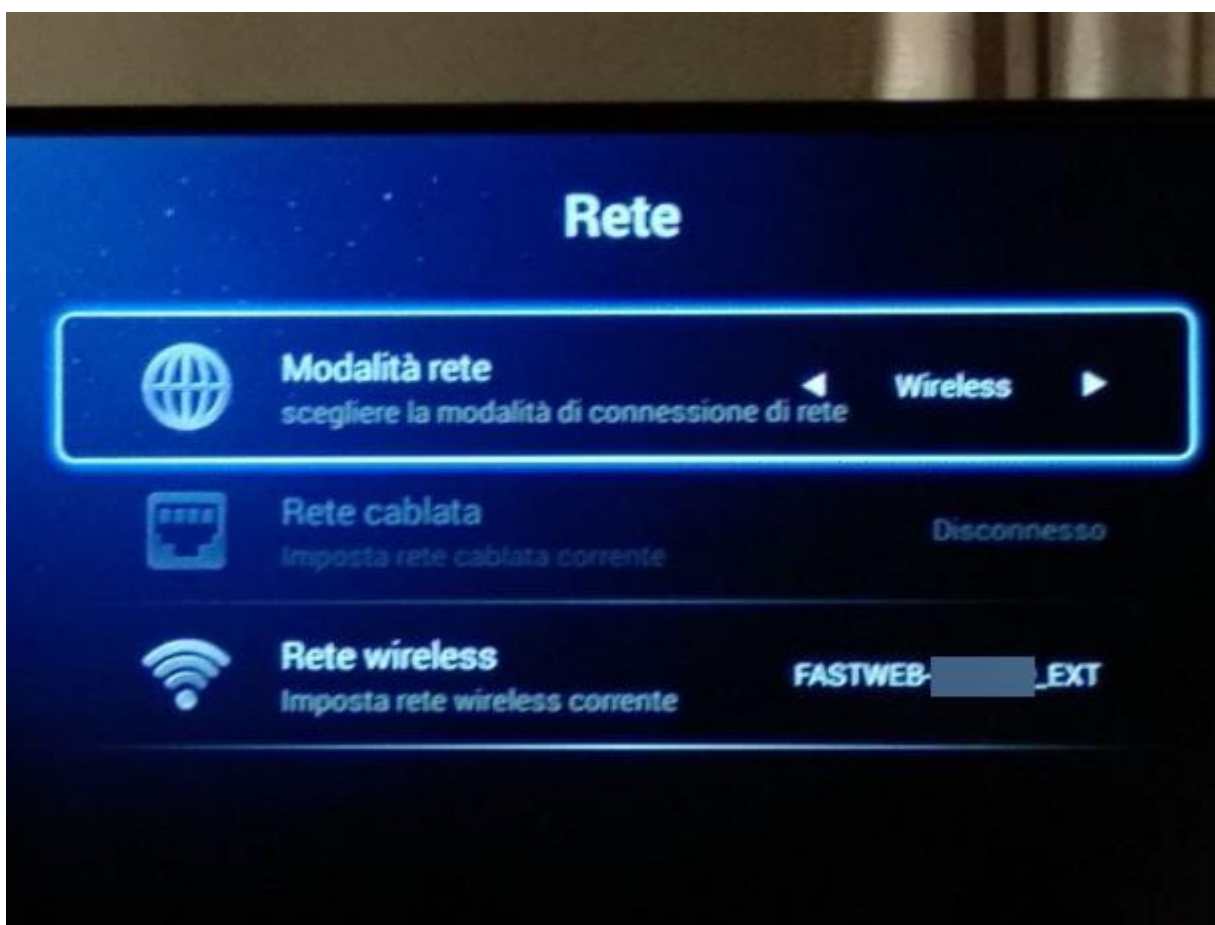 Rete
Modalità rete
Wireless
scegliere la modalità di connessione di rete
Rete cablata
Disconnesso
Imposta rete cablata corrente
Rete wireless
FASTWEB- _EXT
Imposta rete wireless corrente